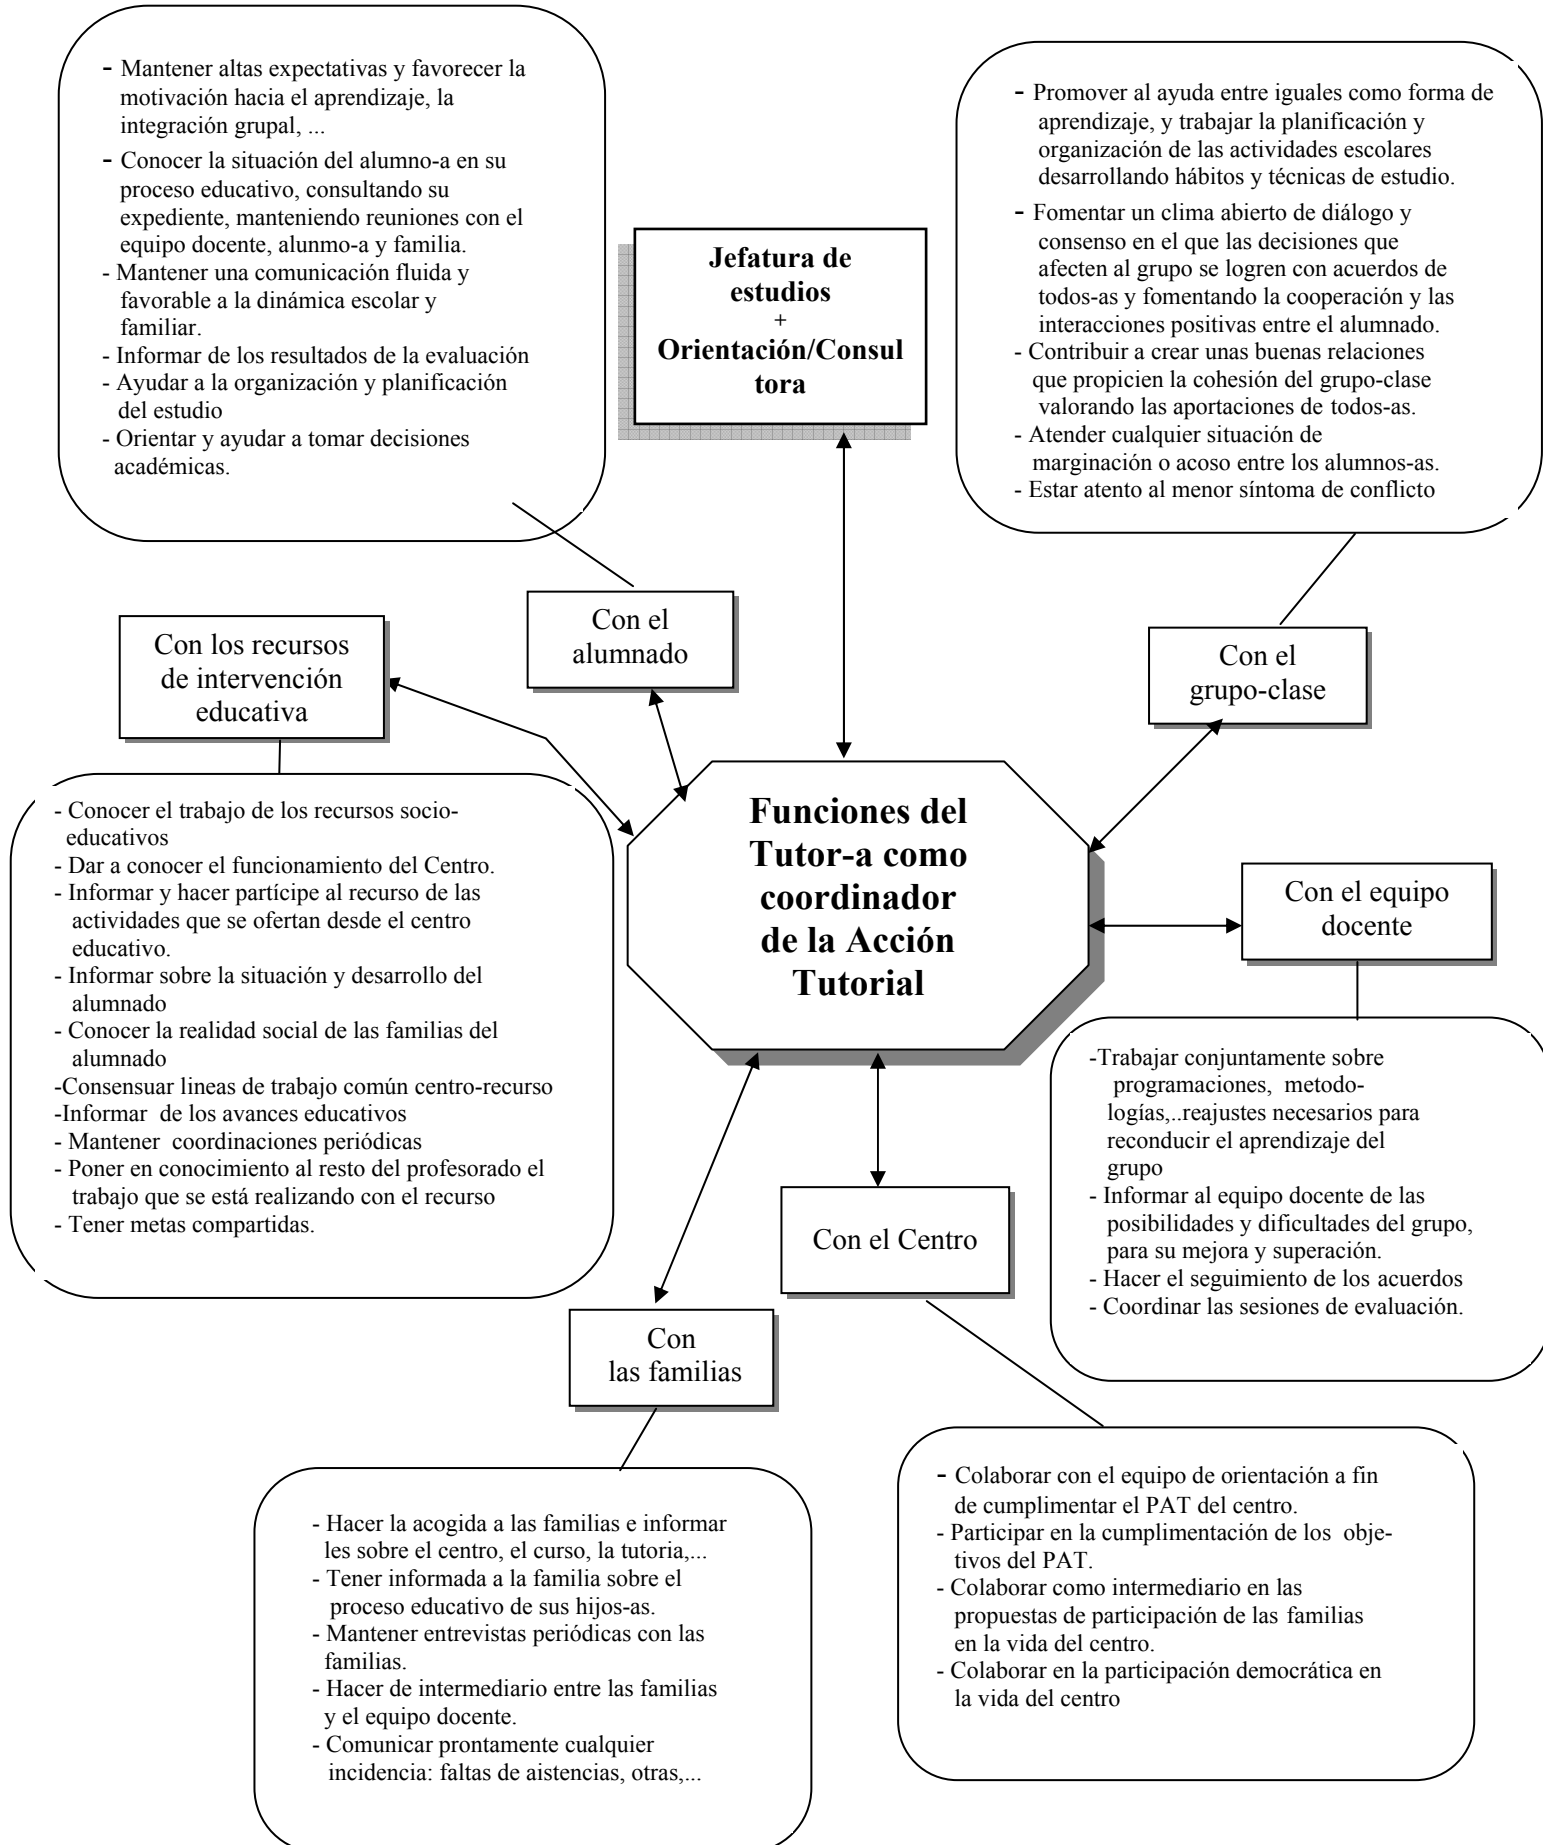 - Mantener altas expectativas y favorecer la
motivación hacia el aprendizaje, la
integración grupal, ...
- Conocer la situación del alumno-a en su
proceso educativo, consultando su
expediente, manteniendo reuniones con el
equipo docente, alunmo-a y familia.
- Mantener una comunicación fluida y
favorable a la dinámica escolar y
familiar.
- Informar de los resultados de la evaluación
- Ayudar a la organización y planificación
del estudio
- Orientar y ayudar a tomar decisiones
académicas.
Jefatura de
estudios
+
Orientación/Consul
tora
- Promover al ayuda entre iguales como forma de
aprendizaje, y trabajar la planificación y
organización de las actividades escolares
desarrollando hábitos y técnicas de estudio.
- Fomentar un clima abierto de diálogo y
consenso en el que las decisiones que
afecten al grupo se logren con acuerdos de
todos-as y fomentando la cooperación y las
interacciones positivas entre el alumnado.
- Contribuir a crear unas buenas relaciones
que propicien la cohesión del grupo-clase
valorando las aportaciones de todos-as.
- Atender cualquier situación de
marginación o acoso entre los alumnos-as.
- Estar atento al menor síntoma de conflicto
Con los recursos
de intervención
educativa
Con el
alumnado
Con el
grupo-clase
- Conocer el trabajo de los recursos socio-
educativos
- Dar a conocer el funcionamiento del Centro.
- Informar y hacer partícipe al recurso de las
actividades que se ofertan desde el centro
educativo.
- Informar sobre la situación y desarrollo del
alumnado
- Conocer la realidad social de las familias del
alumnado
-Consensuar lineas de trabajo común centro-recurso
-Informar  de los avances educativos
- Mantener  coordinaciones periódicas
- Poner en conocimiento al resto del profesorado el
trabajo que se está realizando con el recurso
- Tener metas compartidas.
Funciones del
Tutor-a como
coordinador
de la Acción
Tutorial
Con el equipo
docente
-Trabajar conjuntamente sobre
programaciones,  metodo-
logías,..reajustes necesarios para
reconducir el aprendizaje del
grupo
- Informar al equipo docente de las
posibilidades y dificultades del grupo,
para su mejora y superación.
- Hacer el seguimiento de los acuerdos
- Coordinar las sesiones de evaluación.
Con el Centro
Con
las familias
- Hacer la acogida a las familias e informar
les sobre el centro, el curso, la tutoria,...
- Tener informada a la familia sobre el
proceso educativo de sus hijos-as.
- Mantener entrevistas periódicas con las
familias.
- Hacer de intermediario entre las familias
y el equipo docente.
- Comunicar prontamente cualquier
incidencia: faltas de aistencias, otras,...
- Colaborar con el equipo de orientación a fin
de cumplimentar el PAT del centro.
- Participar en la cumplimentación de los  obje-
tivos del PAT.
- Colaborar como intermediario en las
propuestas de participación de las familias
en la vida del centro.
- Colaborar en la participación democrática en
la vida del centro